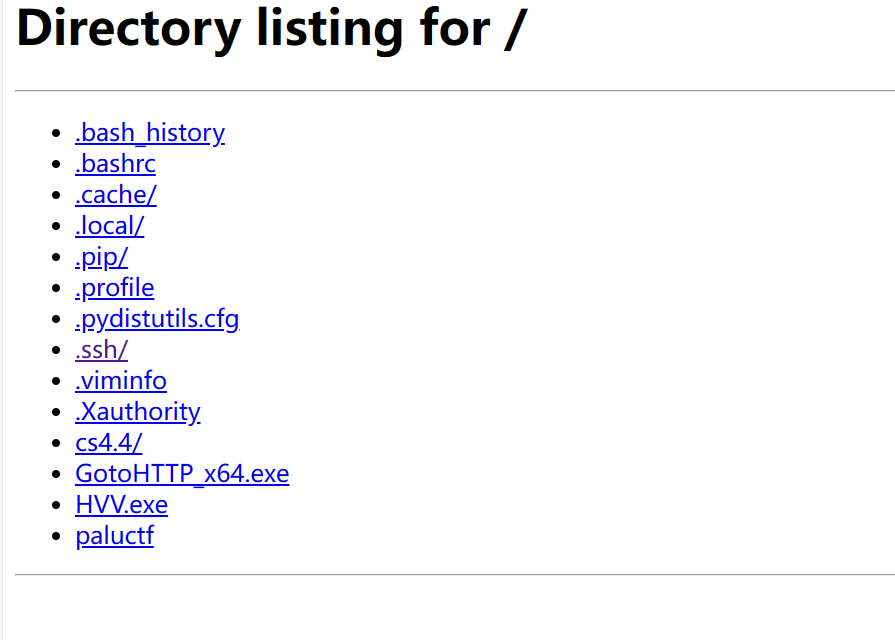 Directory listing for /
.bash_history
.bashrc
.cache/
.local/
.pip/
.profile
.pydistutils.cfg
.ssh/
.viminfo
.Xauthority
cs4.4/
GotoHTTP_x64.exe
HVV.exe
paluctf